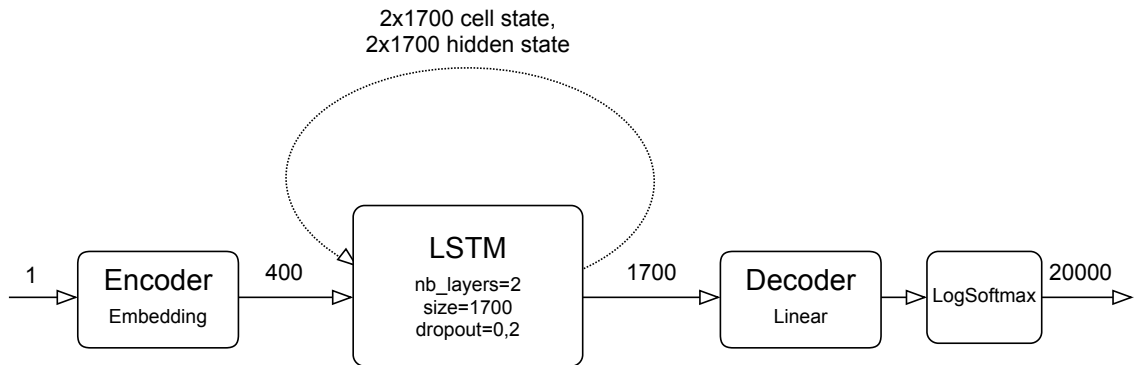 2x1700 cell state,
2x1700 hidden state
1
Encoder
Embedding
400
LSTM
nb_layers=2
size=1700
dropout=0,2
1700
Decoder
Linear
LogSoftmax
20000